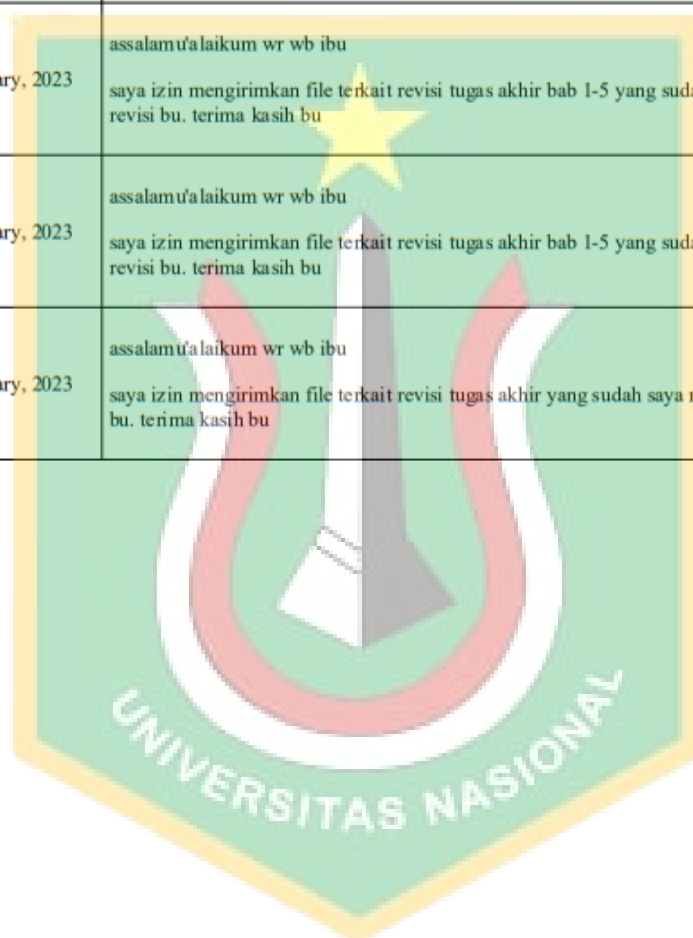 ary, 2023
assalamu'alaikum wr wb ibu
saya izin mengirimkan file terkait revisi tugas akhir bab 1-5 yang
revisi bu. terima kasih bu
ary, 2023
assalamu'alaikum wr wb ibu
saya izin mengirimkan file terkait revisi tugas akhir bab 1-5 yang
revisi bu. terima kasih bu
ary, 2023
assalamu'alaikum wr wb ibu
saya izin mengirimkan file terkait revisi tugas akhir yang sudah saya
bu. terima kasih bu
UNIVERSITAS NASIONAL